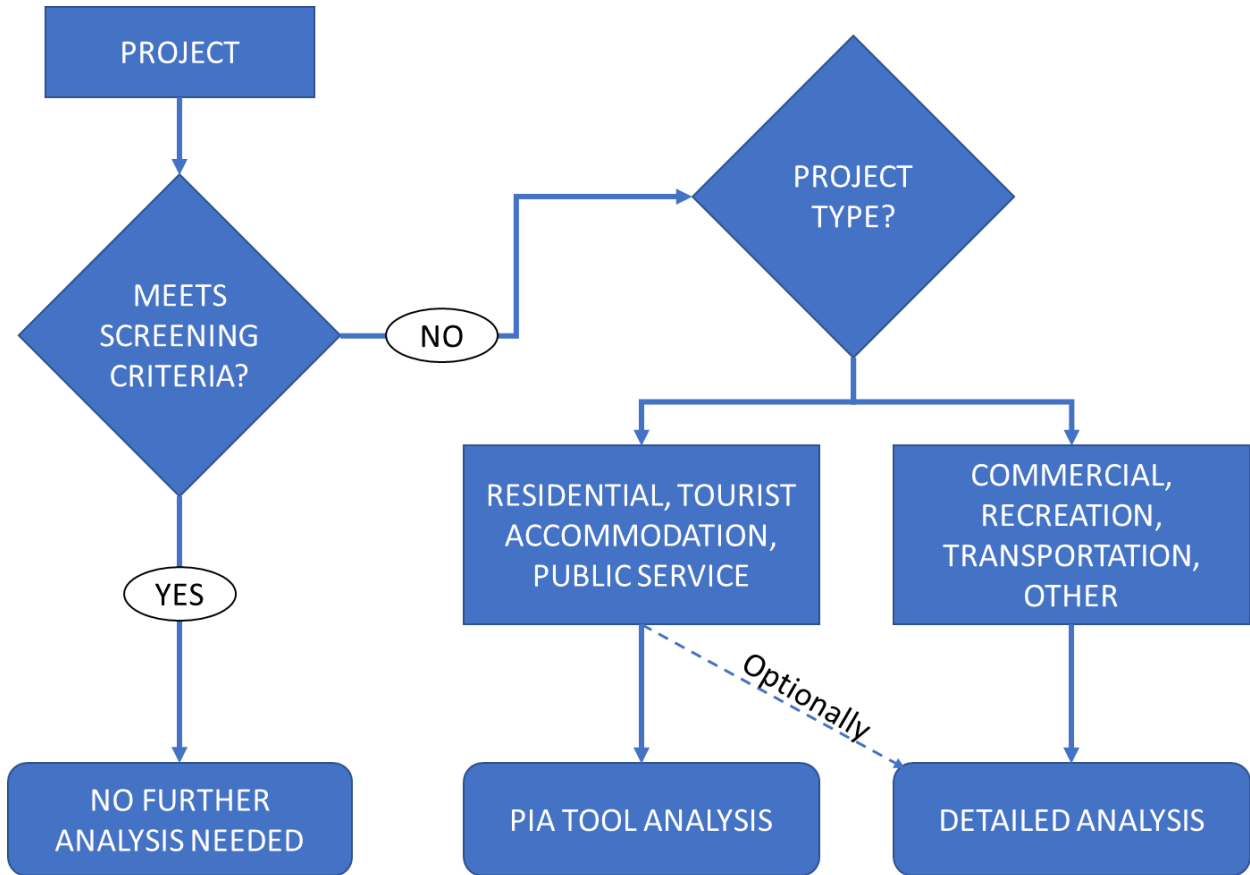 PROJECT
MEETS
SCREENING
CRITERIA?
NO
YES
NO FURTHER
ANALYSIS NEEDED
PROJECT
TYPE?
RESIDENTIAL, TOURIST
ACCOMMODATION,
PUBLIC SERVICE
COMMERCIAL,
RECREATION,
TRANSPORTATION,
OTHER
Optionally
PIA TOOL ANALYSIS
DETAILED ANALYSIS